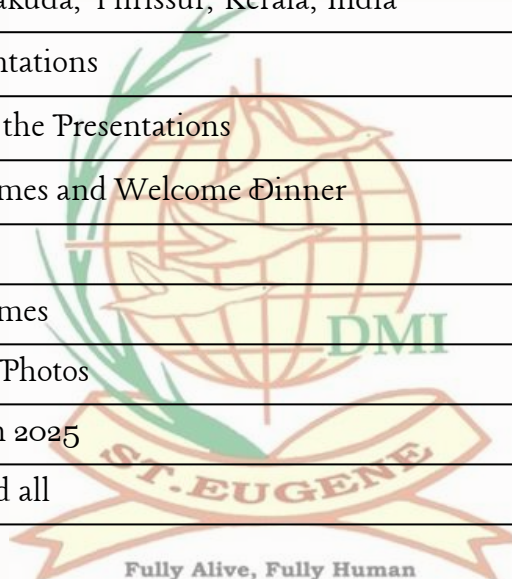 akuda, Thrissur, Kerala, India
ntations
the Presentations
mes and Welcome Dinner
mes
DMI
Photos
n 2025
d all
ST.EUGENE
Fully Alive, Fully Human